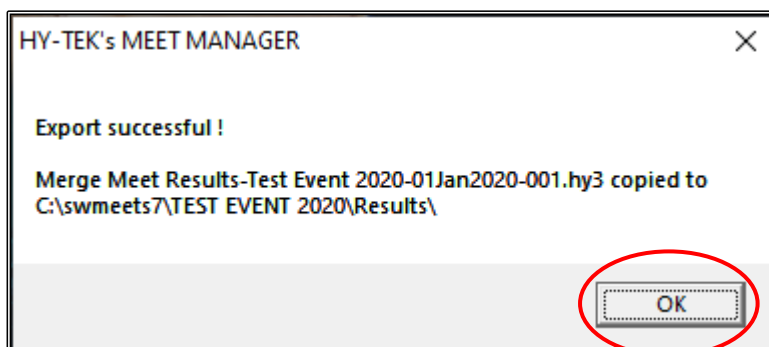 HY-TEK's MEET MANAGER
Export successful !
Merge Meet Results-Test Event 2020-01Jan2020-001.hy3 copied to
C:\swmeets7\TEST EVENT 2020\Results\
OK